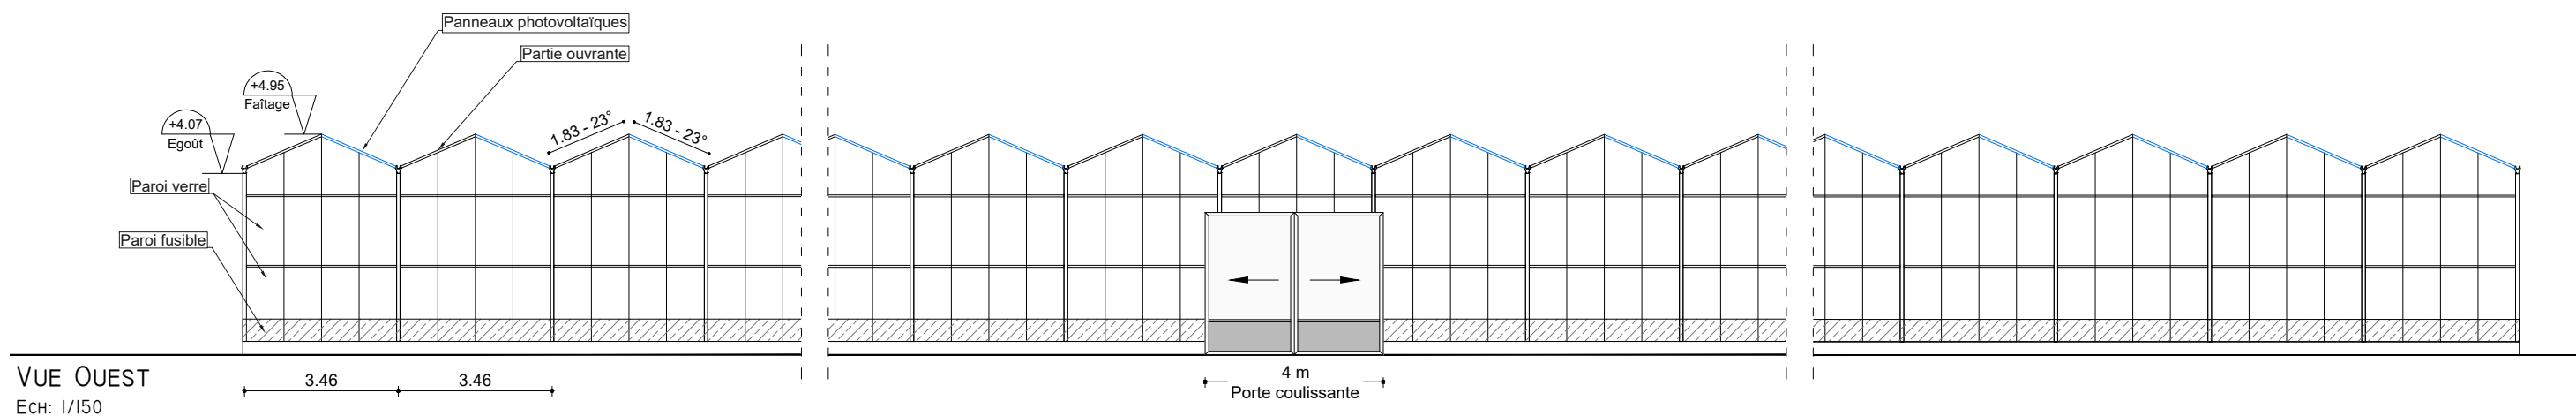 Panneaux photovoltaïques
Partie ouvrante
+4.95
Faîtage
+4.07
Egoût
1.83 - 23°
1.83 - 23°
Paroi verre
Paroi fusible
VUE OUEST
ECH: 1/150
3.46
3.46
4 m
Porte coulissante